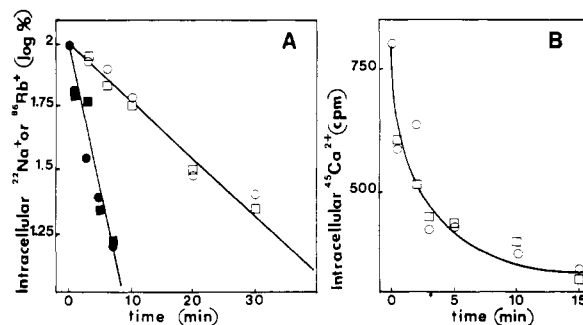 A
B
Intracellular ²²Na⁺ or ⁸⁶Rb⁺ (log %)
2
1.75
1.5
1.25
0
10
20
30
time (min)
Intracellular ⁴⁵Ca²⁺ (cpm)
750
500
0
5
10
15
time (min)